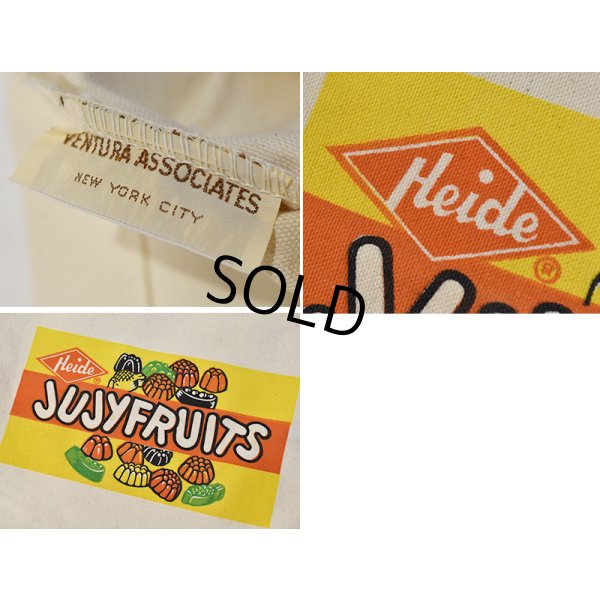 VENTURA ASSOCIATES
NEW YORK CITY
Heide
®
SOLD
Heide
®
JUJYFRUITS